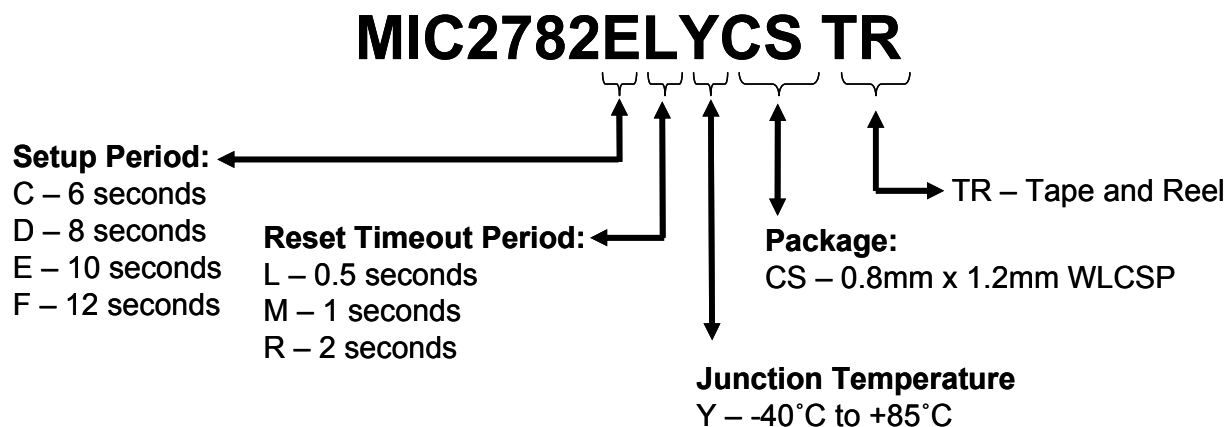 MIC2782ELYCS TR
Setup Period:
C – 6 seconds
D – 8 seconds
E – 10 seconds
F – 12 seconds
Reset Timeout Period:
L – 0.5 seconds
M – 1 seconds
R – 2 seconds
Junction Temperature
Y – -40˚C to +85˚C
Package:
CS – 0.8mm x 1.2mm WLCSP
TR – Tape and Reel